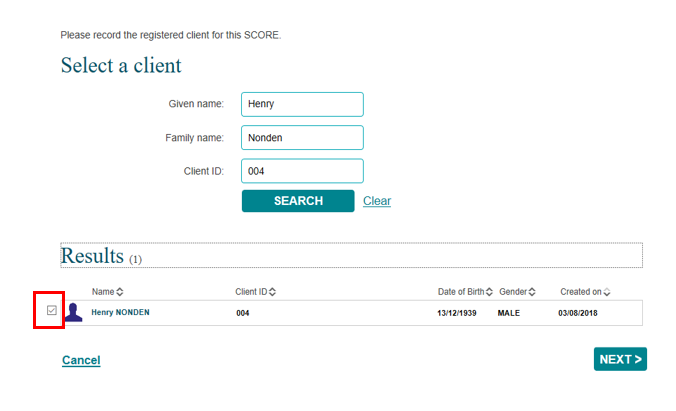 Please record the registered client for this SCORE.
Select a client
Given name: Henry
Family name: Nonden
Client ID: 004
SEARCH Clear
Results (1)
Name Client ID Date of Birth Gender Created on
Henry NONDEN 004 13/12/1939 MALE 03/08/2018
Cancel NEXT >